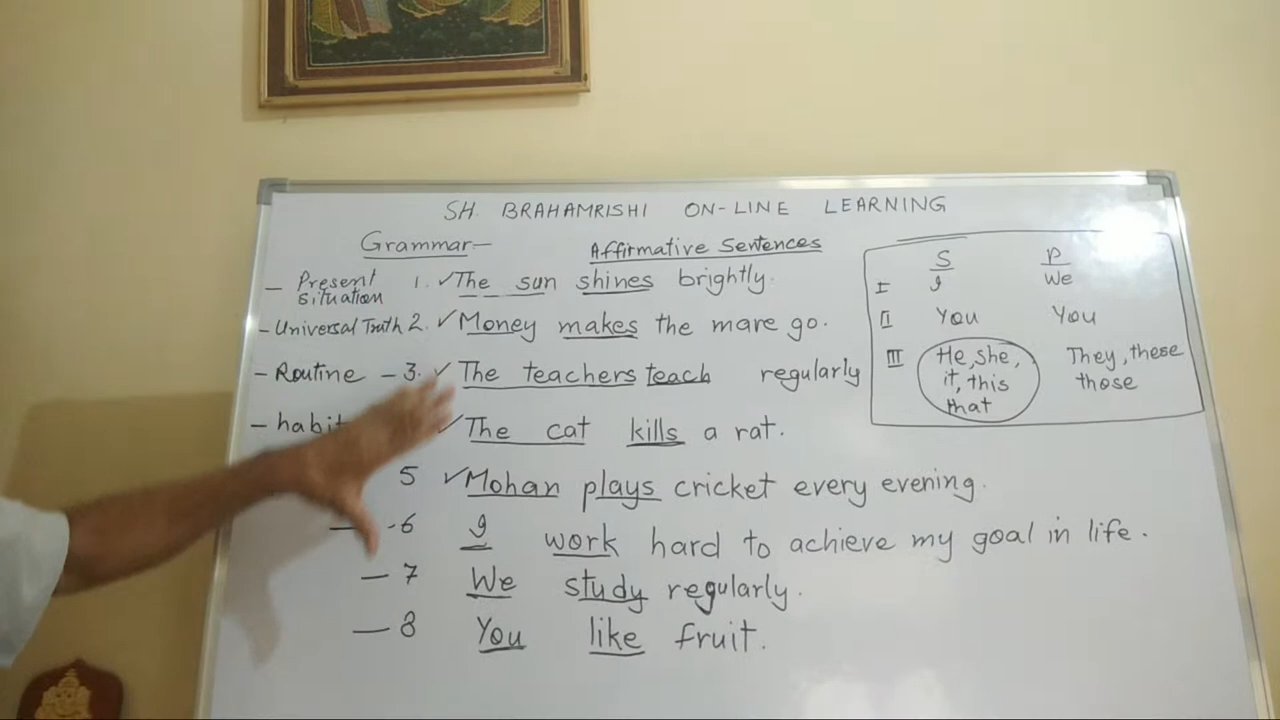 SH. BRAHAMRISHI ON-LINE LEARNING
Grammar— Affirmative Sentences
- Present situation 1. ✓The sun shines brightly.
- Universal Truth 2. ✓Money makes the mare go.
- Routine - 3. ✓The teachers teach regularly
- habit ✓The cat kills a rat.
5 ✓Mohan plays cricket every evening.
— -6 I work hard to achieve my goal in life.
— 7 We study regularly.
— 8 You like fruit.
S P
I I We
II You You
III He, she, They, these
it, this those
that